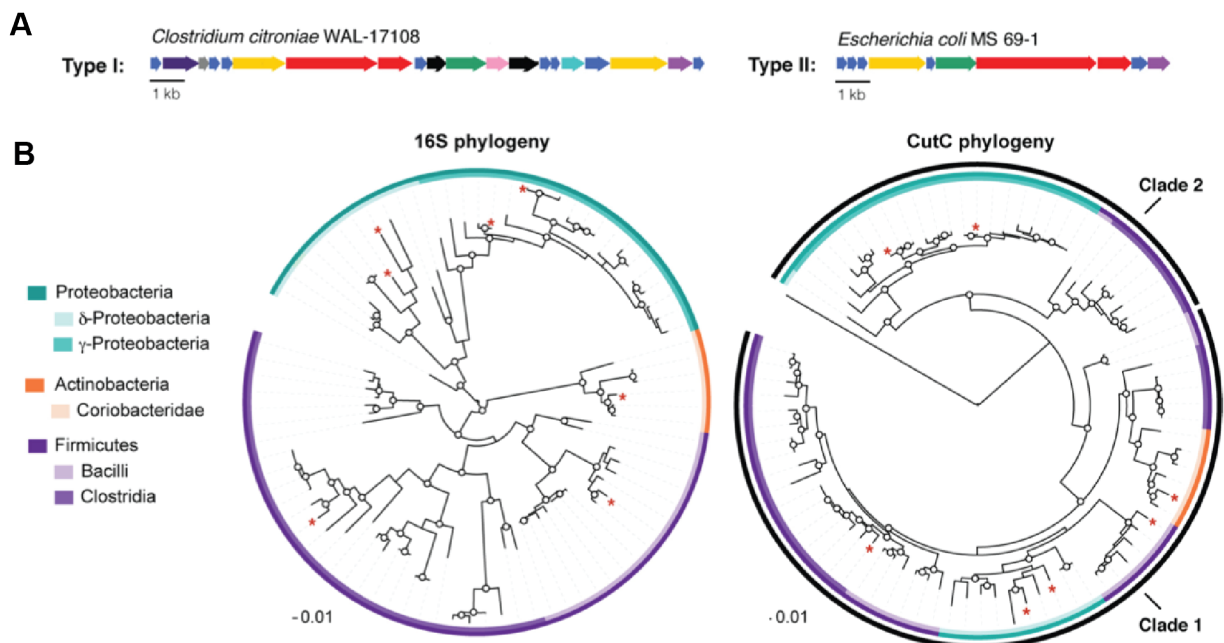 A
Clostridium citroniae WAL-17108
Type I:
1 kb
Escherichia coli MS 69-1
Type II:
1 kb
B
16S phylogeny
CutC phylogeny
Clade 2
Proteobacteria
δ-Proteobacteria
γ-Proteobacteria
Actinobacteria
Coriobacteridae
Firmicutes
Bacilli
Clostridia
*
*
*
*
*
*
*
*
*
*
*
*
*
*
- 0.01
- 0.01
Clade 1